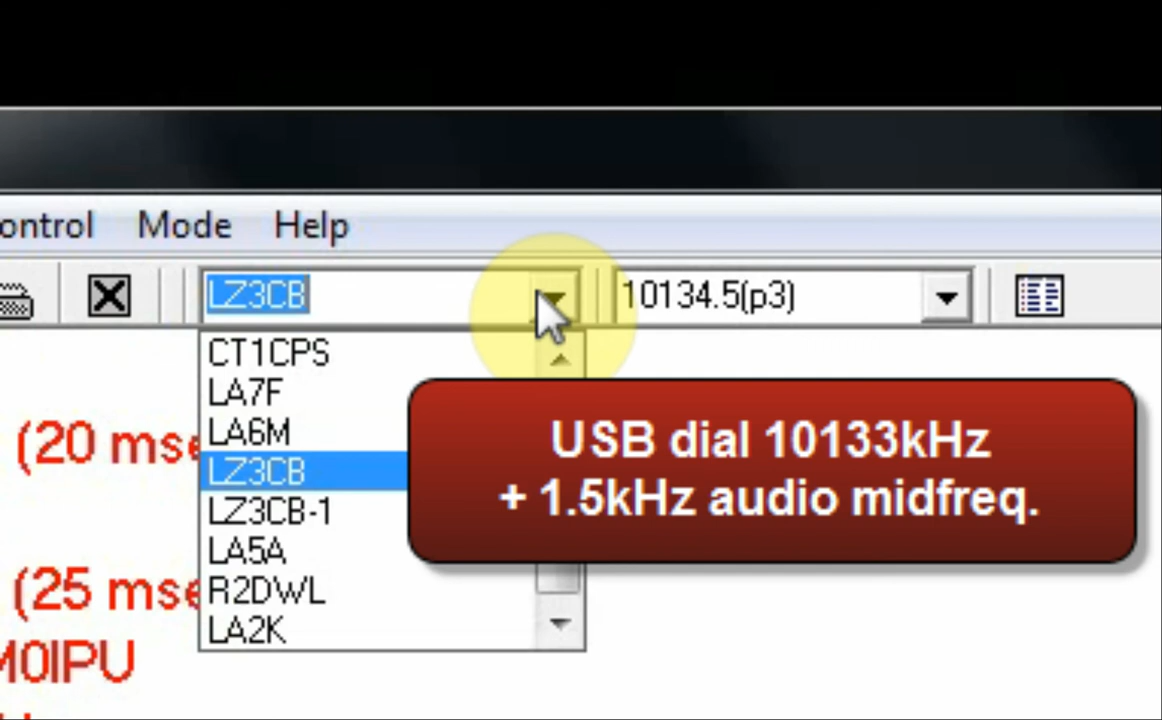 ontrol Mode Help
LZ3CB 10134.5(p3)
CT1CPS
LA7F
LA6M
LZ3CB
LZ3CB-1
LA5A
R2DWL
LA2K
USB dial 10133kHz
+ 1.5kHz audio midfreq.
(20 mse
(25 mse
M0IPU